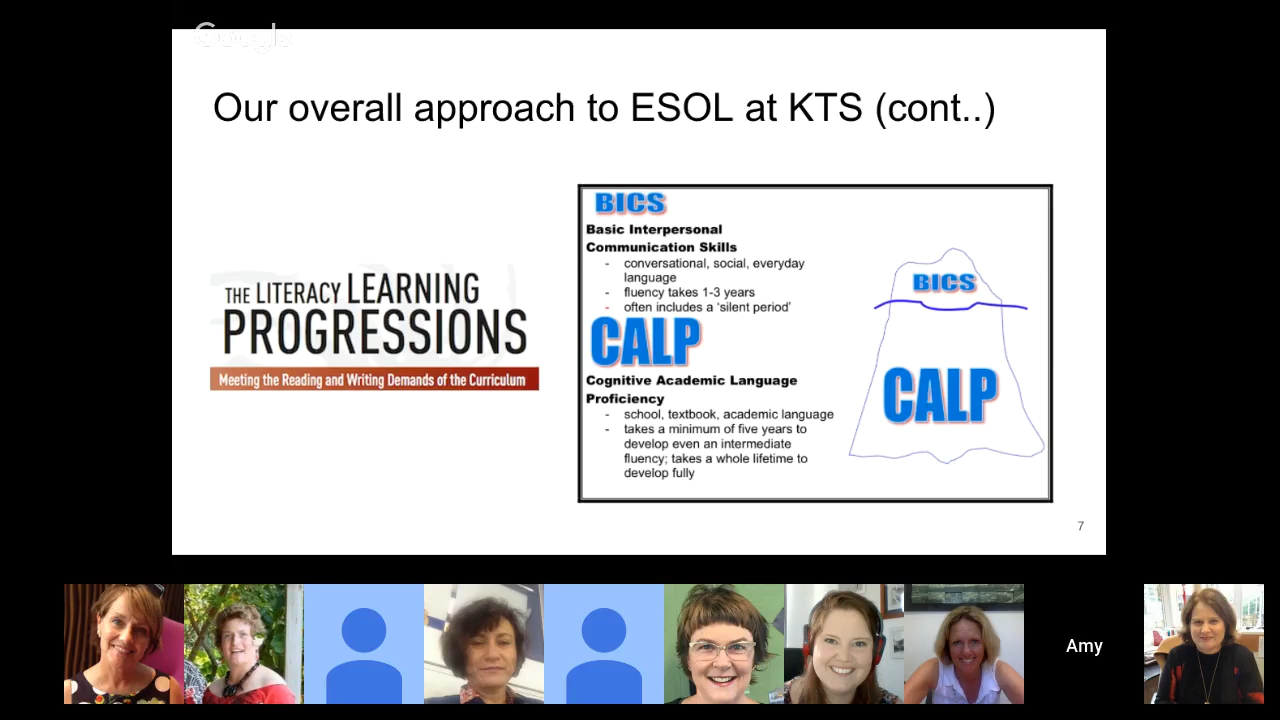 Google
Our overall approach to ESOL at KTS (cont..)
THE LITERACY LEARNING
PROGRESSIONS
Meeting the Reading and Writing Demands of the Curriculum
BICS
Basic Interpersonal
Communication Skills
- conversational, social, everyday
language
- fluency takes 1-3 years
- often includes a ‘silent period’
CALP
Cognitive Academic Language
Proficiency
- school, textbook, academic language
- takes a minimum of five years to
develop even an intermediate
fluency; takes a whole lifetime to
develop fully
BICS
CALP
7
Amy